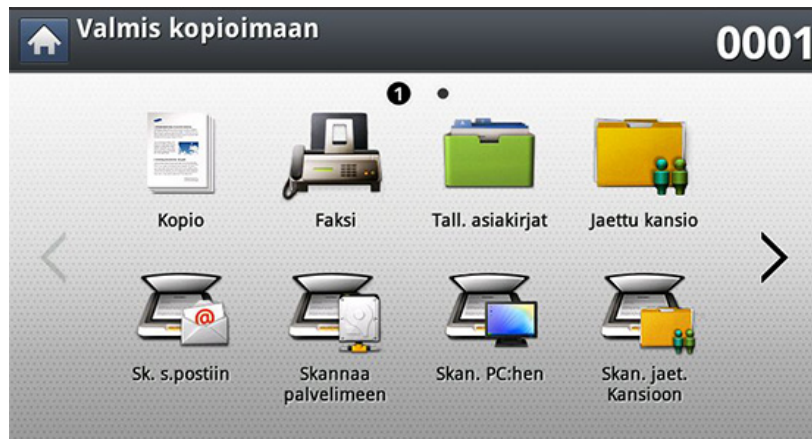 Valmis kopioimaan
0001
1
Kopio
Faksi
Tall. asiakirjat
Jaettu kansio
@
Sk. s.postiin
Skannaa
palvelimeen
Skan. PC:hen
Skan. jaet.
Kansioon